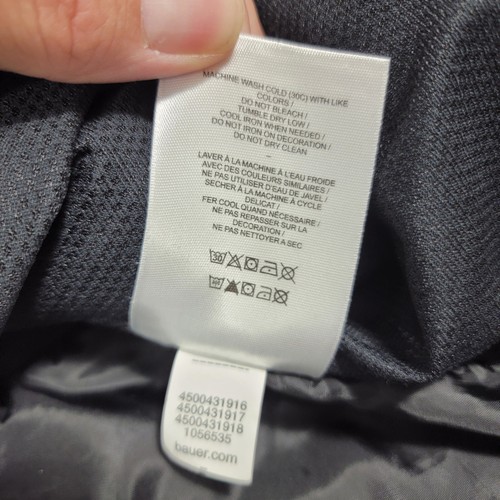 MACHINE WASH COLD (30C) WITH LIKE
COLORS /
DO NOT BLEACH /
TUMBLE DRY LOW /
COOL IRON WHEN NEEDED /
DO NOT IRON ON DECORATION /
DO NOT DRY CLEAN
–
LAVER À LA MACHINE À L'EAU FROIDE
AVEC DES COULEURS SIMILAIRES /
NE PAS UTILISER D'EAU DE JAVEL /
SECHER À LA MACHINE À CYCLE
DÉLICAT /
FER COOL QUAND NÉCESSAIRE /
NE PAS REPASSER SUR LA
DÉCORATION /
NE PAS NETTOYER A SEC
30
4500431916
4500431917
4500431918
1056535
bauer.com